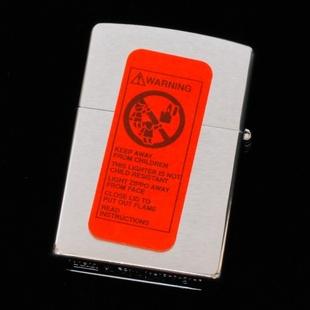 WARNING
KEEP AWAY
FROM CHILDREN
THIS LIGHTER IS NOT
CHILD RESISTANT
LIGHT ZIPPO AWAY
FROM FACE
CLOSE LID TO
PUT OUT FLAME
READ
INSTRUCTIONS